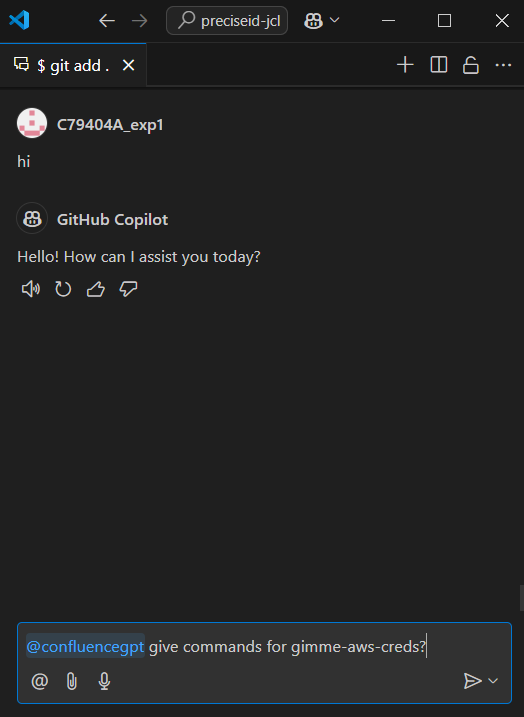 preciseid-jcl
$ git add .
C79404A_exp1
hi
GitHub Copilot
Hello! How can I assist you today?
@confluencegpt give commands for gimme-aws-creds?